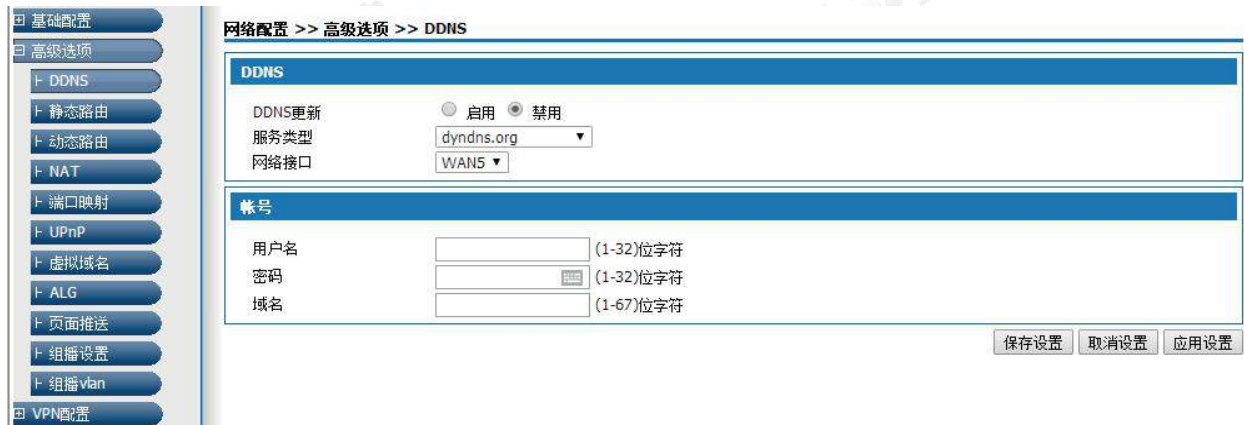 基础配置
高级选项
DDNS
静态路由
动态路由
NAT
端口映射
UPnP
虚拟域名
ALG
页面推送
组播设置
组播vlan
VPN配置
网络配置 >> 高级选项 >> DDNS
DDNS
DDNS更新 启用 禁用
服务类型 dyndns.org
网络接口 WAN5
帐号
用户名 (1-32)位字符
密码 (1-32)位字符
域名 (1-67)位字符
保存设置 取消设置 应用设置